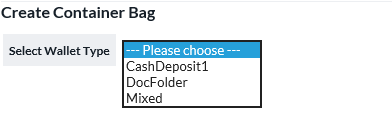 Create Container Bag
Select Wallet Type
--- Please choose ---
CashDeposit1
DocFolder
Mixed